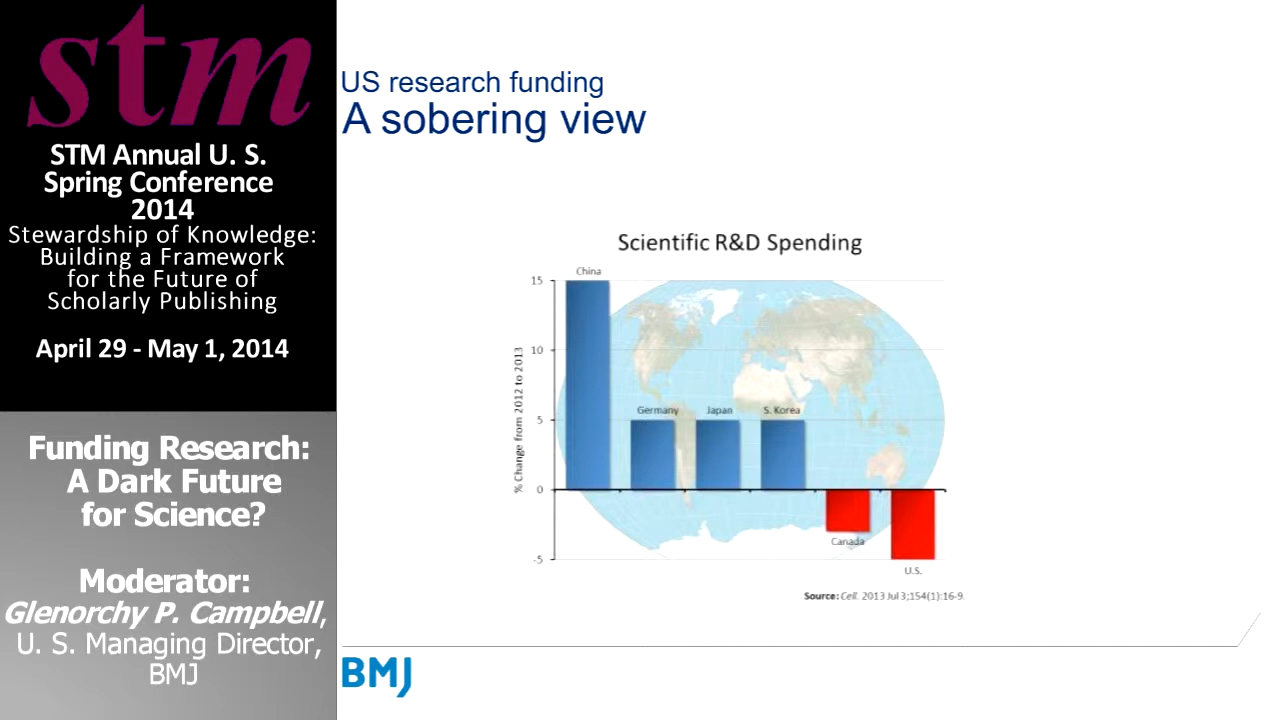 stm
STM Annual U. S.
Spring Conference
2014
Stewardship of Knowledge:
Building a Framework
for the Future of
Scholarly Publishing
April 29 - May 1, 2014
Funding Research:
A Dark Future
for Science?
Moderator:
Glenorchy P. Campbell,
U. S. Managing Director,
BMJ
US research funding
A sobering view
Scientific R&D Spending
China
15
10
Germany
Japan
S. Korea
5
% Change from 2012 to 2013
0
Canada
-5
U.S.
Source: Cell. 2013 Jul 3;154(1):16-9.
BMJ